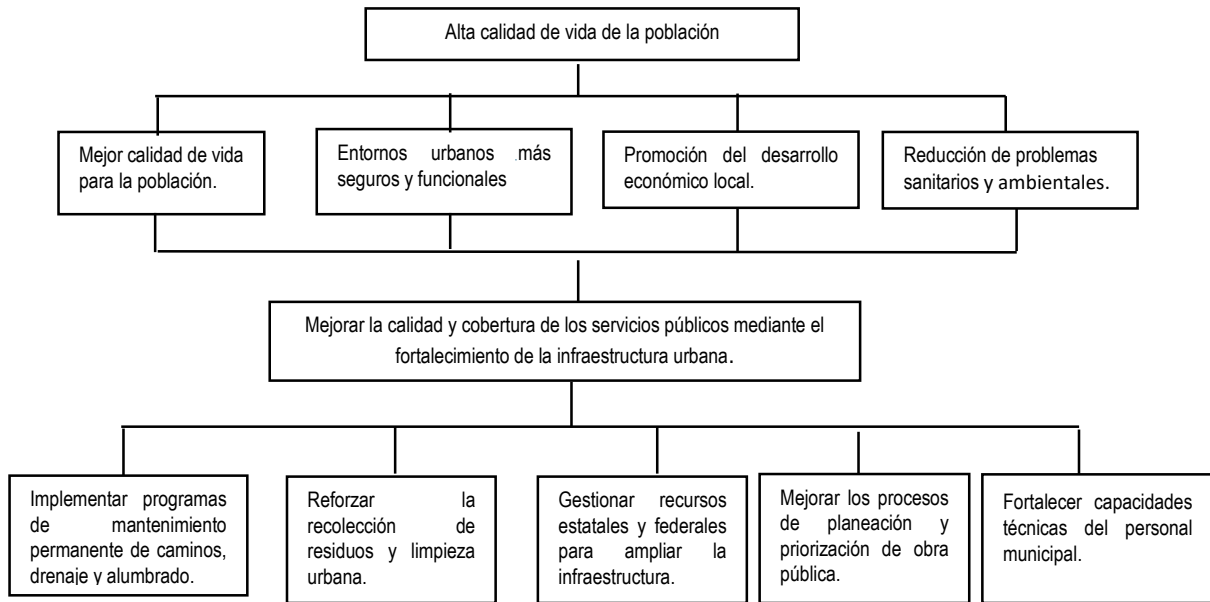 Alta calidad de vida de la población
Mejor calidad de vida
para la población.
Entornos urbanos más
seguros y funcionales
Promoción del desarrollo
económico local.
Reducción de problemas
sanitarios y ambientales.
Mejorar la calidad y cobertura de los servicios públicos mediante el
fortalecimiento de la infraestructura urbana.
Implementar programas
de mantenimiento
permanente de caminos,
drenaje y alumbrado.
Reforzar la
recolección de
residuos y limpieza
urbana.
Gestionar recursos
estatales y federales
para ampliar la
infraestructura.
Mejorar los procesos
de planeación y
priorización de obra
pública.
Fortalecer capacidades
técnicas del personal
municipal.